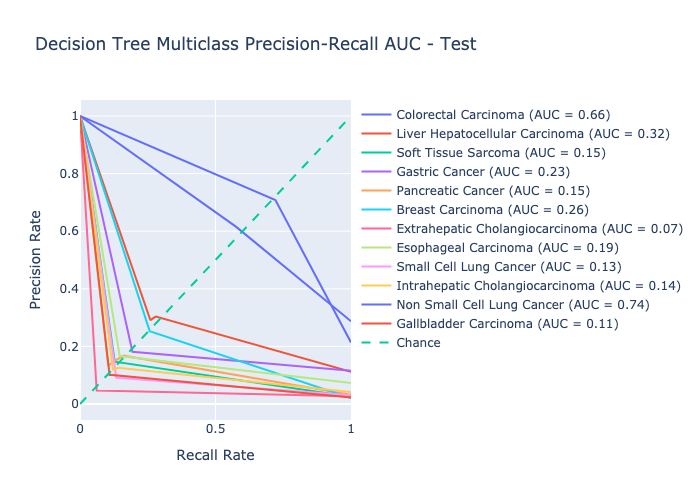 Decision Tree Multiclass Precision-Recall AUC - Test
Precision Rate
1
0.8
0.6
0.4
0.2
0
0
0.5
1
Recall Rate
Colorectal Carcinoma (AUC = 0.66)
Liver Hepatocellular Carcinoma (AUC = 0.32)
Soft Tissue Sarcoma (AUC = 0.15)
Gastric Cancer (AUC = 0.23)
Pancreatic Cancer (AUC = 0.15)
Breast Carcinoma (AUC = 0.26)
Extrahepatic Cholangiocarcinoma (AUC = 0.07)
Esophageal Carcinoma (AUC = 0.19)
Small Cell Lung Cancer (AUC = 0.13)
Intrahepatic Cholangiocarcinoma (AUC = 0.14)
Non Small Cell Lung Cancer (AUC = 0.74)
Gallbladder Carcinoma (AUC = 0.11)
Chance